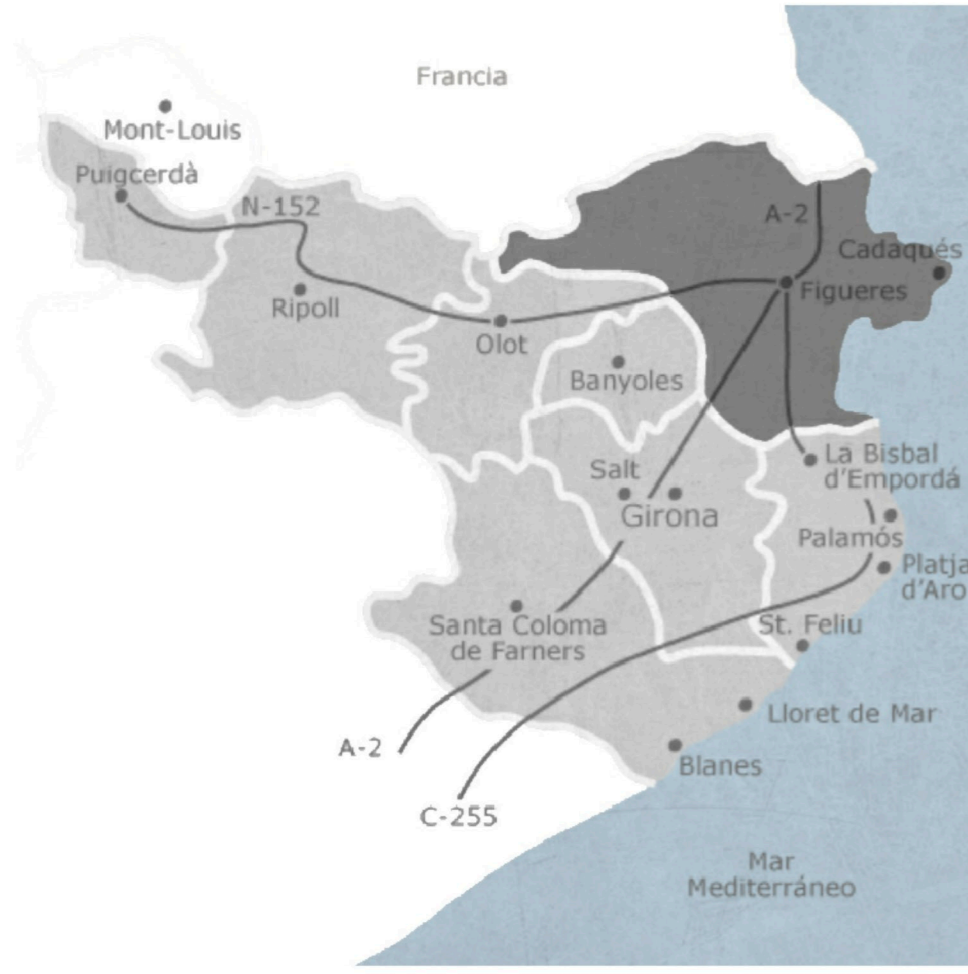 Francia
Mont-Louis
Puigcerdà
N-152
A-2
Cadaqués
Figueres
Ripoll
Olot
Banyoles
La Bisbal
d'Empordá
Salt
Girona
Palamós
Platja
d'Aro
Santa Coloma
de Farners
St. Feliu
Lloret de Mar
A-2
Blanes
C-255
Mar
Mediterráneo